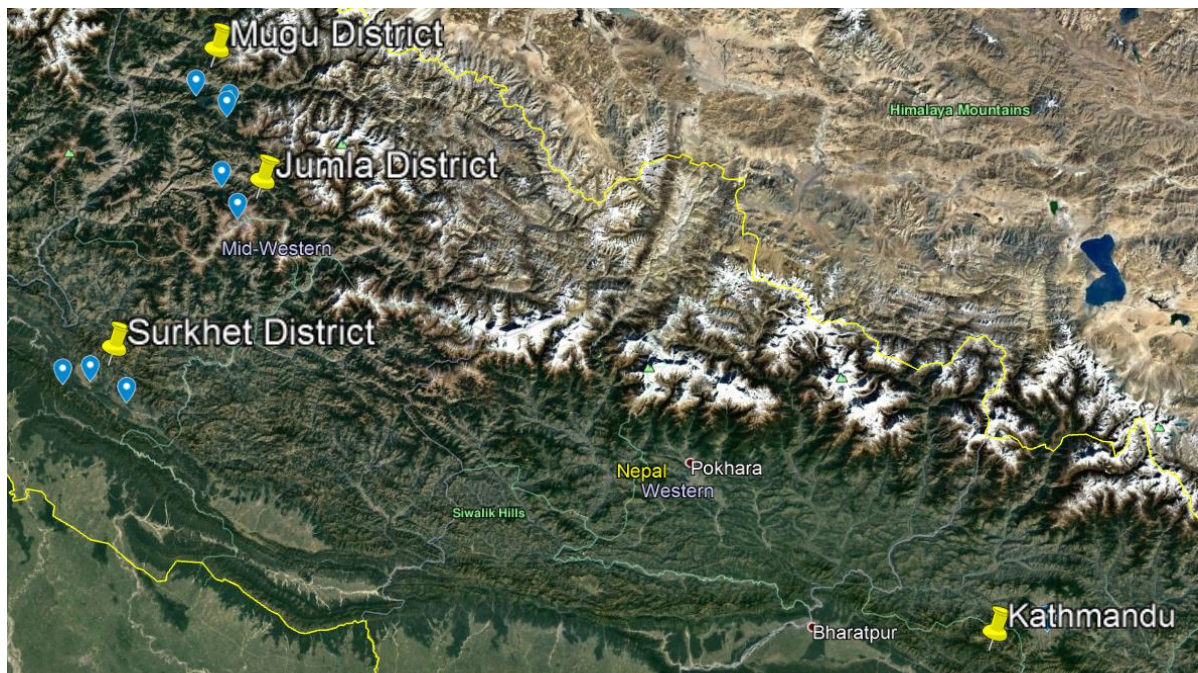 Mugu District
Himalaya Mountains
Jumla District
Mid-Western
Surkhet District
Nepal
Pokhara
Western
Siwalik Hills
Kathmandu
Bharatpur